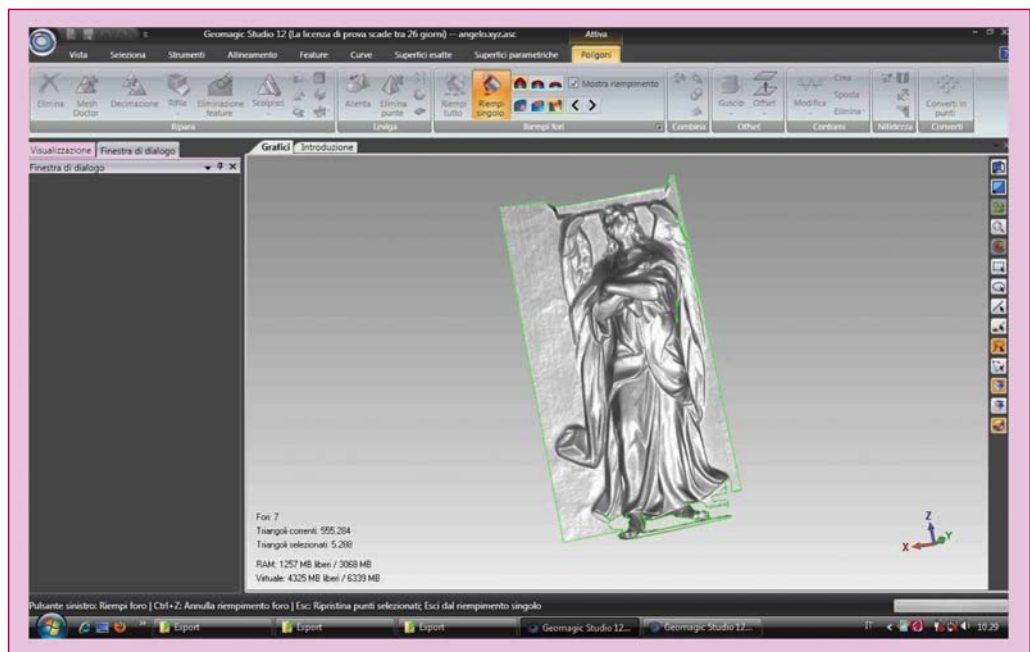 Geomagic Studio 12 (La licenza di prova scade tra 26 giorni) -- angelo.xyz.asc
Attiva
Vista Seleziona Strumenti Allineamento Feature Curve Superfici esatte Superfici parametriche Poligoni
Elimina Mesh Doctor Decimazione Rifila Eliminazione feature Scolpisci
Allenta Elimina punte
Riempi tutto Riempi singolo Mostra riempimento
Guscio Offset
Modifica Crea Sposta Elimina
Converti in punti
Ripara Leviga Riempi fori Combina Offset Contorni Nitidezza Converti
Visualizzazione Finestra di dialogo
Grafici Introduzione
Finestra di dialogo
Fori: 7
Triangoli correnti: 555.284
Triangoli selezionati: 5.288
RAM: 1257 MB liberi / 3068 MB
Virtuale: 4325 MB liberi / 6339 MB
Z
X
Y
Pulsante sinistro: Riempi foro | Ctrl+Z: Annulla riempimento foro | Esc: Ripristina punti selezionati; Esci dal riempimento singolo
Export Export Export Geomagic Studio 12... Geomagic Studio 12... IT 10.29